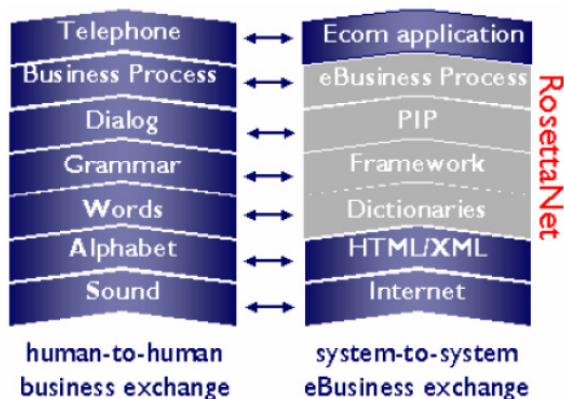 Telephone
Ecom application
Business Process
eBusiness Process
Dialog
PIP
Grammar
Framework
Words
Dictionaries
Alphabet
HTML/XML
Sound
Internet
RosettaNet
human-to-human
business exchange
system-to-system
eBusiness exchange